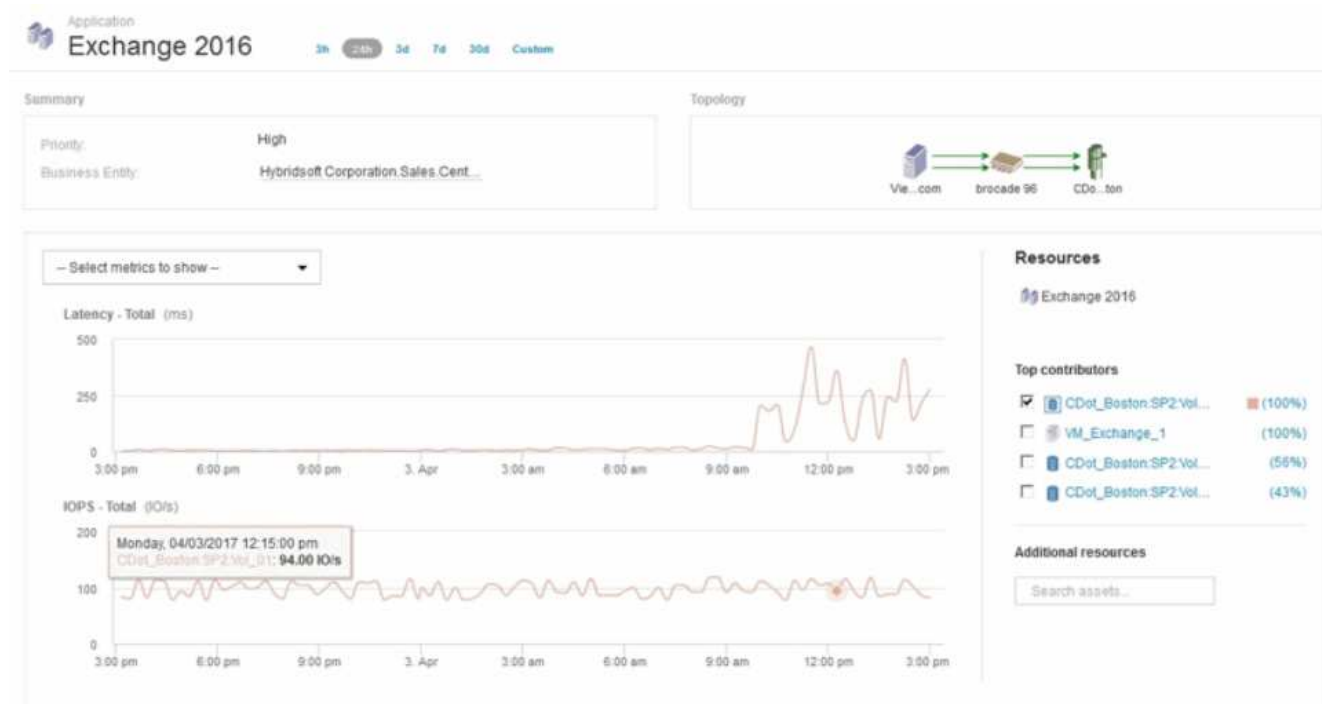 Application
Exchange 2016
3h 24h 3d 7d 30d Custom
Summary
Priority: High
Business Entity: Hybridsoft Corporation.Sales.Cent...
Topology
Vie...com brocade 96 CDo...ton
-- Select metrics to show --
Latency - Total (ms)
500
250
0
3:00 pm 6:00 pm 9:00 pm 3. Apr 3:00 am 6:00 am 9:00 am 12:00 pm 3:00 pm
IOPS - Total (IO/s)
200
Monday, 04/03/2017 12:15:00 pm
CDot_Boston:SP2:Vol_01: 94.00 IO/s
100
0
3:00 pm 6:00 pm 9:00 pm 3. Apr 3:00 am 6:00 am 9:00 am 12:00 pm 3:00 pm
Resources
Exchange 2016
Top contributors
CDot_Boston:SP2:Vol... (100%)
VM_Exchange_1 (100%)
CDot_Boston:SP2:Vol... (56%)
CDot_Boston:SP2:Vol... (43%)
Additional resources
Search assets...